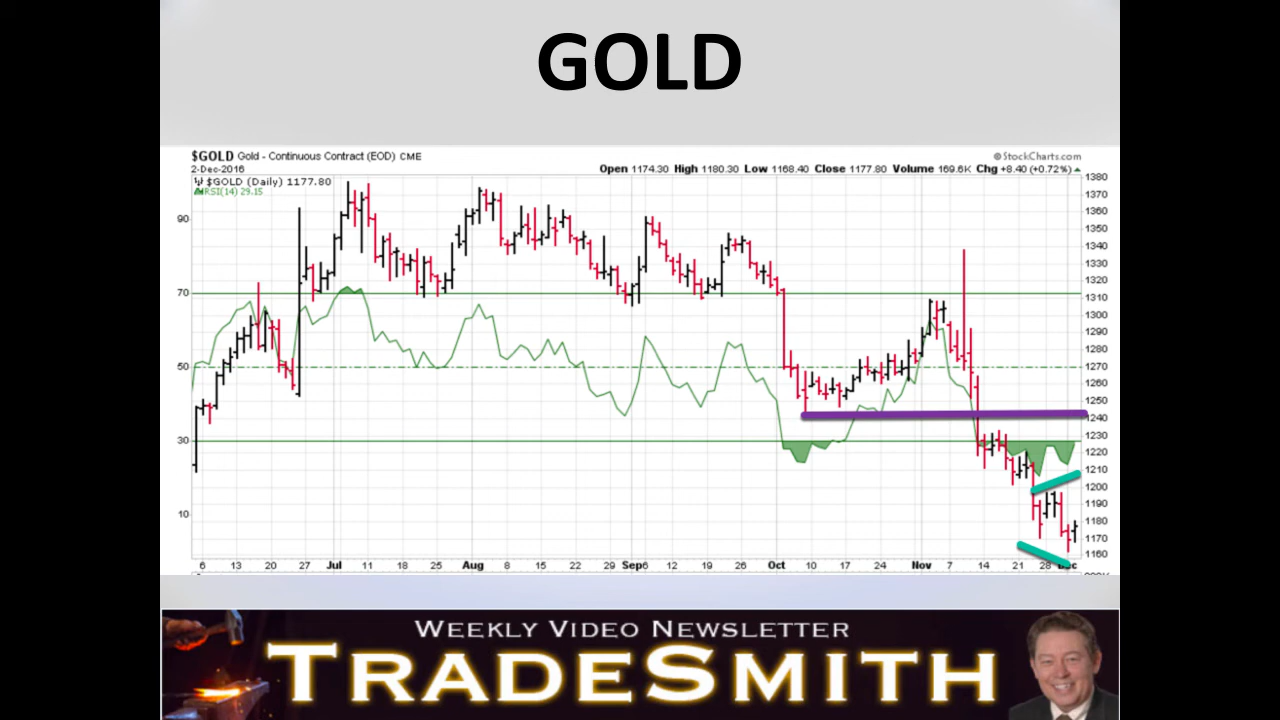 GOLD
$GOLD Gold - Continuous Contract (EOD) CME
© StockCharts.com
2-Dec-2016
Open 1174.30 High 1180.30 Low 1168.40 Close 1177.80 Volume 169.6K Chg +8.40 (+0.72%)
$GOLD (Daily) 1177.80
RSI(14) 29.15
90
70
50
30
10
1380
1370
1360
1350
1340
1330
1320
1310
1300
1290
1280
1270
1260
1250
1240
1230
1220
1210
1200
1190
1180
1170
1160
6 13 20 27 Jul 11 18 25 Aug 8 15 22 29 Sep 6 12 19 26 Oct 10 17 24 Nov 7 14 21 28 Dec
WEEKLY VIDEO NEWSLETTER
TRADESMITH